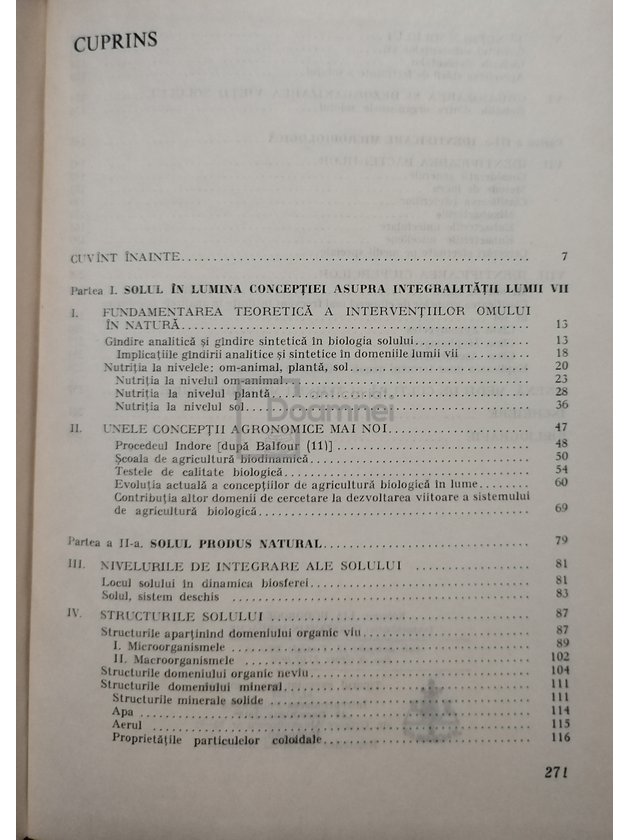 CUPRINS
CUVÎNT ÎNAINTE 7
Partea I. SOLUL ÎN LUMINA CONCEPȚIEI ASUPRA INTEGRALITĂȚII LUMII VII
I. FUNDAMENTAREA TEORETICĂ A INTERVENȚIILOR OMULUI
ÎN NATURĂ 13
Gîndire analitică și gîndire sintetică în biologia solului 13
Implicațiile gîndirii analitice și sintetice în domeniile lumii vii 18
Nutriția la nivelele: om-animal, plantă, sol 20
Nutriția la nivelul om-animal 23
Nutriția la nivelul plantă 28
Nutriția la nivelul sol 36
Doamnei
II. UNELE CONCEPȚII AGRONOMICE MAI NOI 47
Procedeul Indore [după Balfour (11)] 48
Școala de agricultură biodinamică 50
Testele de calitate biologică 54
Evoluția actuală a concepțiilor de agricultură biologică în lume 60
Contribuția altor domenii de cercetare la dezvoltarea viitoare a sistemului
de agricultură biologică 69
Partea a II-a. SOLUL PRODUS NATURAL 79
III. NIVELURILE DE INTEGRARE ALE SOLULUI 81
Locul solului în dinamica biosferei 81
Solul, sistem deschis 83
IV. STRUCTURILE SOLULUI 87
Structurile aparținînd domeniului organic viu 87
I. Microorganismele 89
II. Macroorganismele 102
Structurile domeniului organic neviu 104
Structurile domeniului mineral 111
Structurile minerale solide 111
Apa 114
Aerul 115
Proprietățile particulelor coloidale 116
271